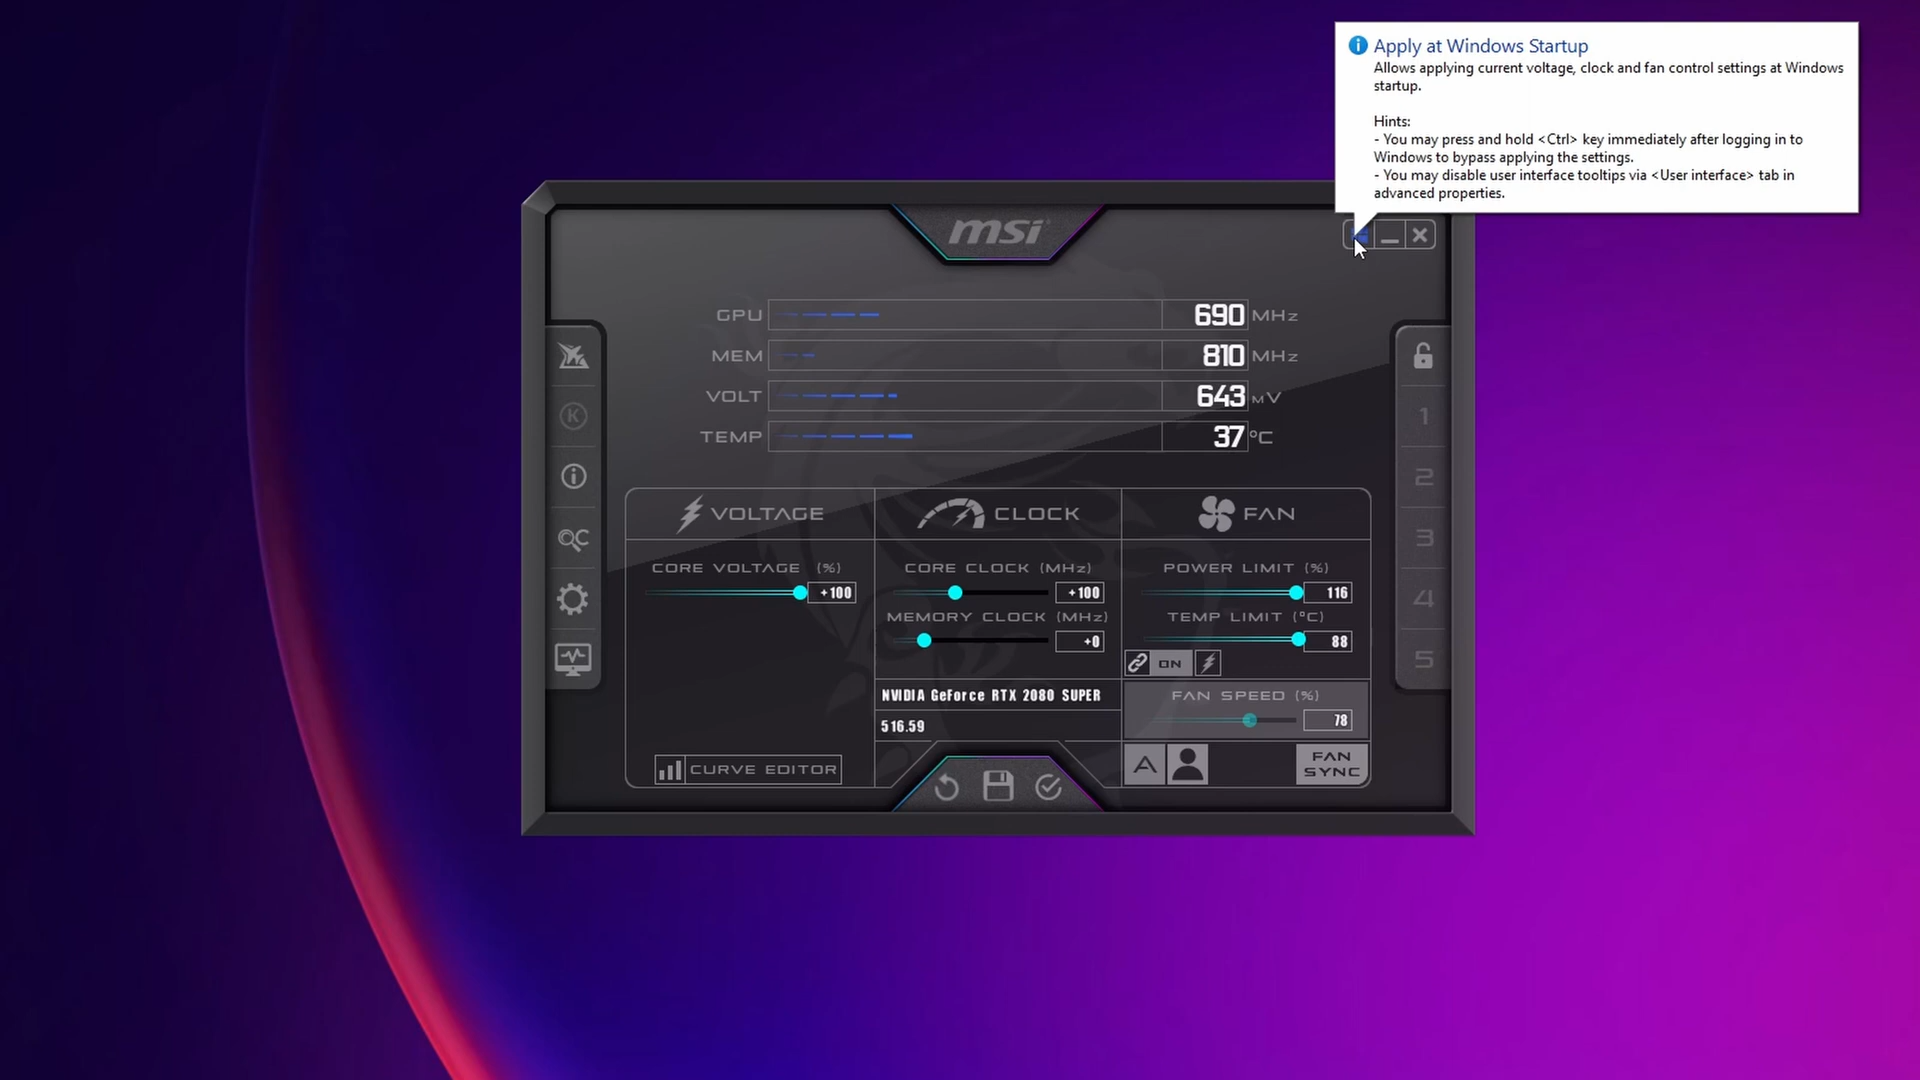 Apply at Windows Startup
Allows applying current voltage, clock and fan control settings at Windows
startup.
Hints:
- You may press and hold <Ctrl> key immediately after logging in to
Windows to bypass applying the settings.
- You may disable user interface tooltips via <User interface> tab in
advanced properties.
msi
GPU 690 MHz
MEM 810 MHz
VOLT 643 MV
TEMP 37 °C
K
OC
1
2
3
4
5
VOLTAGE
CORE VOLTAGE (%)
+100
CURVE EDITOR
CLOCK
CORE CLOCK (MHz)
+100
MEMORY CLOCK (MHz)
+0
NVIDIA GeForce RTX 2080 SUPER
516.59
FAN
POWER LIMIT (%)
116
TEMP LIMIT (°C)
88
ON
FAN SPEED (%)
78
A
FAN
SYNC